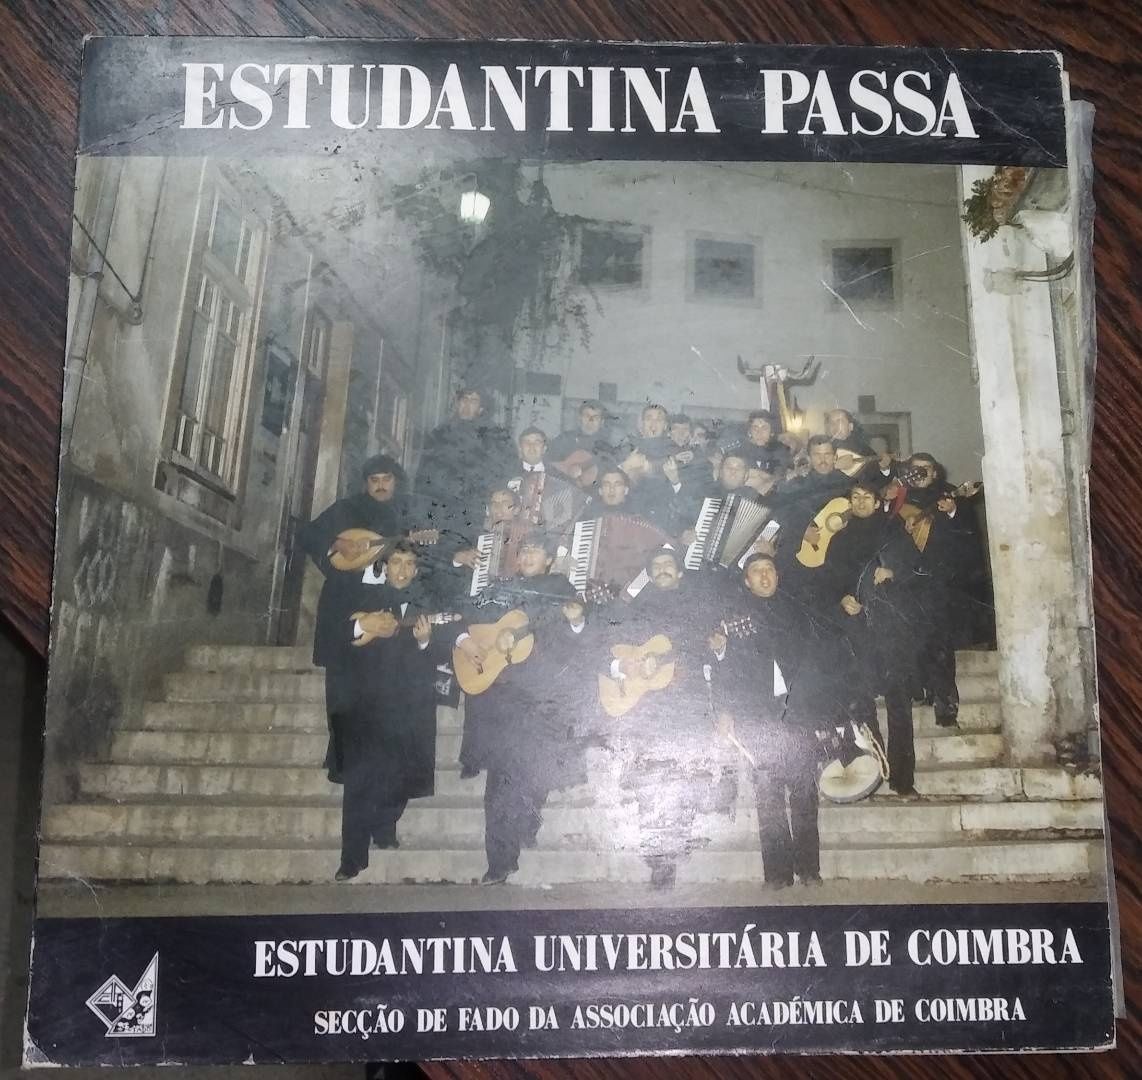 ESTUDANTINA PASSA
ESTUDANTINA UNIVERSITÁRIA DE COIMBRA
SECÇÃO DE FADO DA ASSOCIAÇÃO ACADÉMICA DE COIMBRA